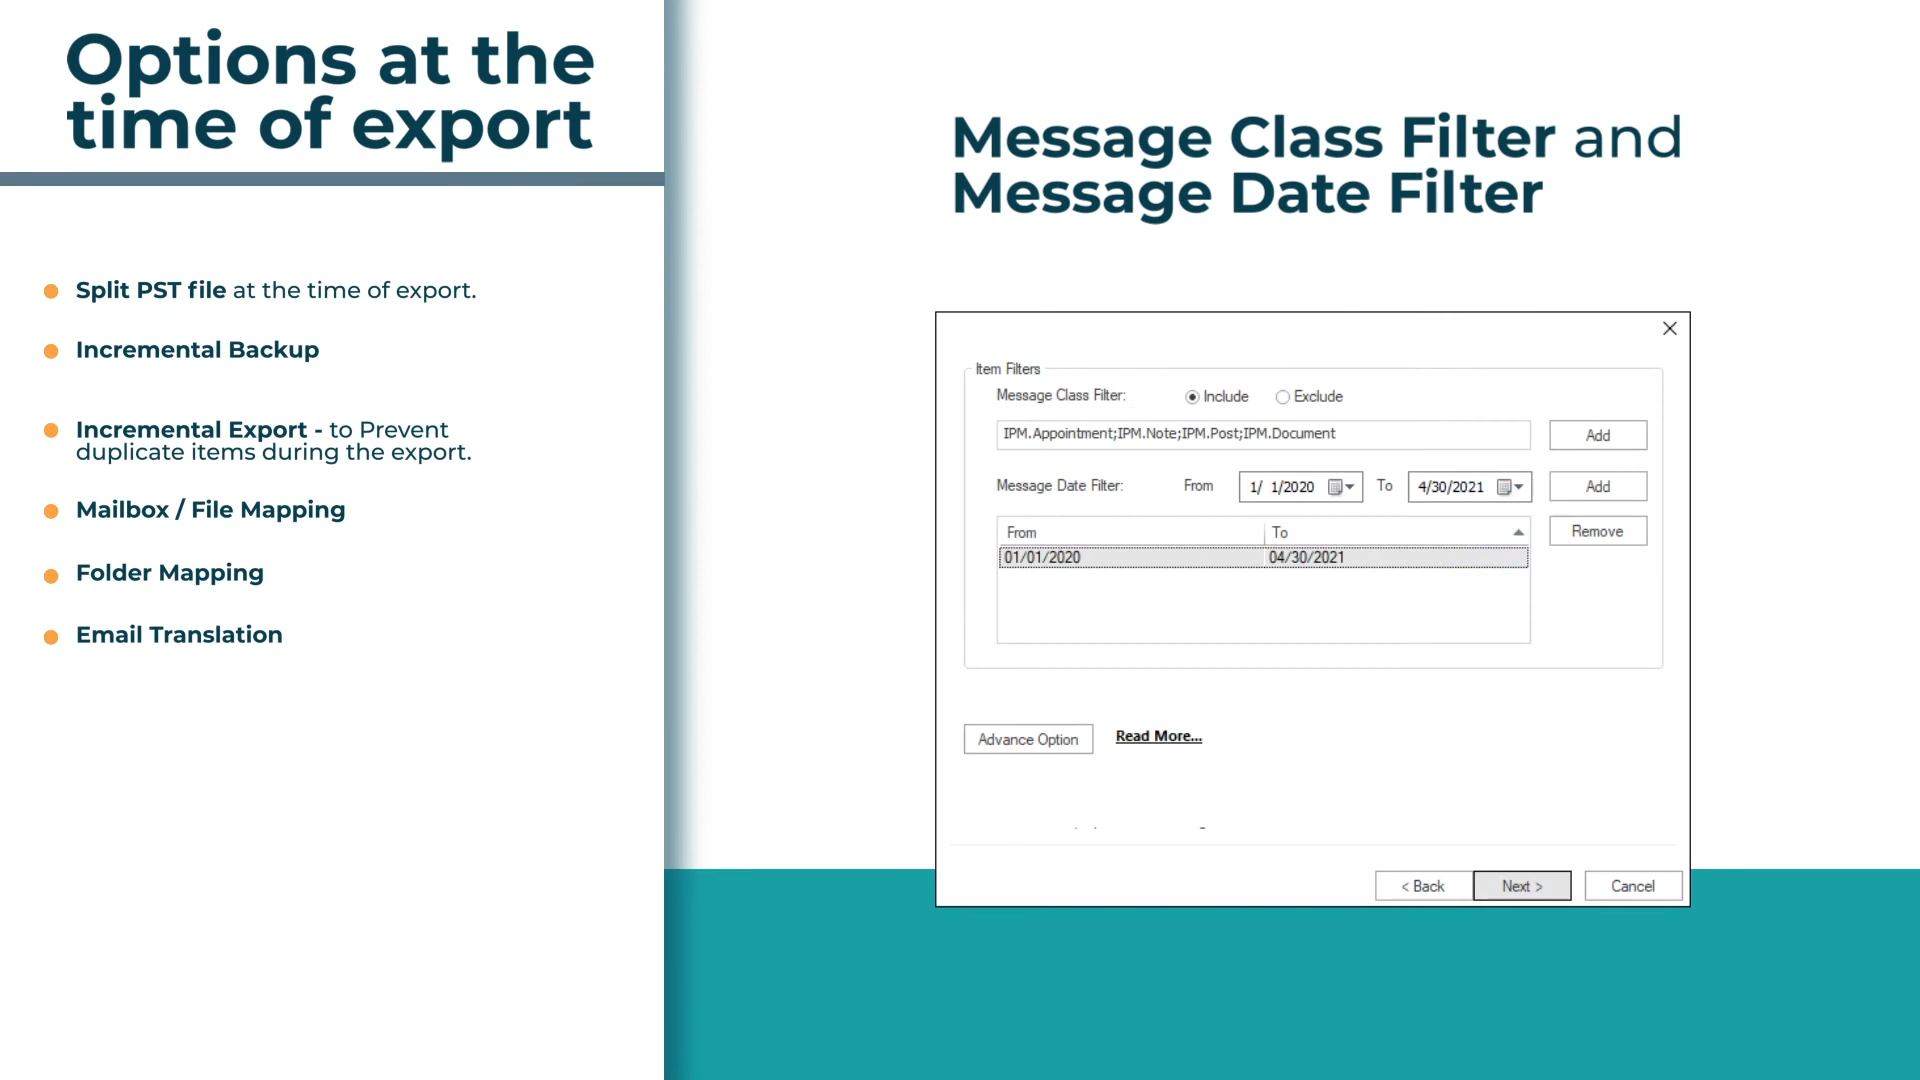 Options at the
time of export
Split PST file at the time of export.
Incremental Backup
Incremental Export - to Prevent
duplicate items during the export.
Mailbox / File Mapping
Folder Mapping
Email Translation
Message Class Filter and
Message Date Filter
Item Filters
Message Class Filter: Include Exclude
IPM.Appointment;IPM.Note;IPM.Post;IPM.Document Add
Message Date Filter: From 1/ 1/2020 To 4/30/2021 Add
From To Remove
01/01/2020 04/30/2021
Advance Option Read More...
< Back Next > Cancel